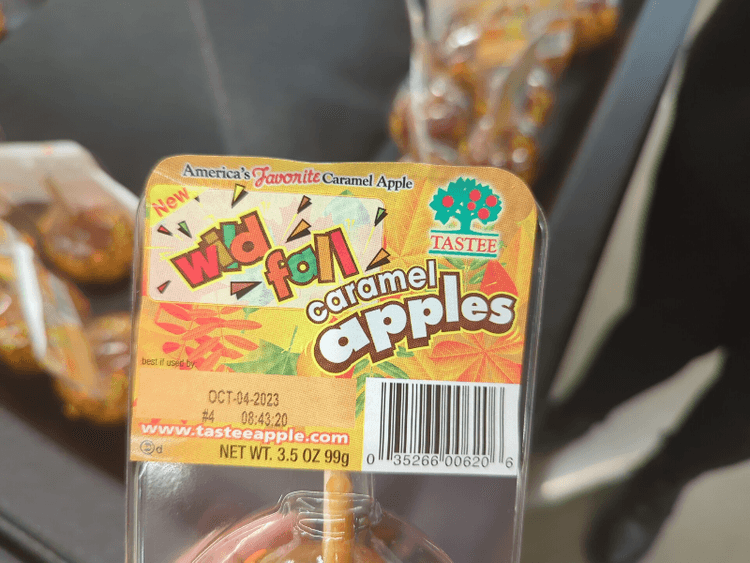 America's Favorite Caramel Apple
New
wild
fall
TASTEE
caramel
apples
best if used by
OCT-04-2023
#4 08:43:20
www.tasteeapple.com
d
NET WT. 3.5 OZ 99g
0 35266 00620 6